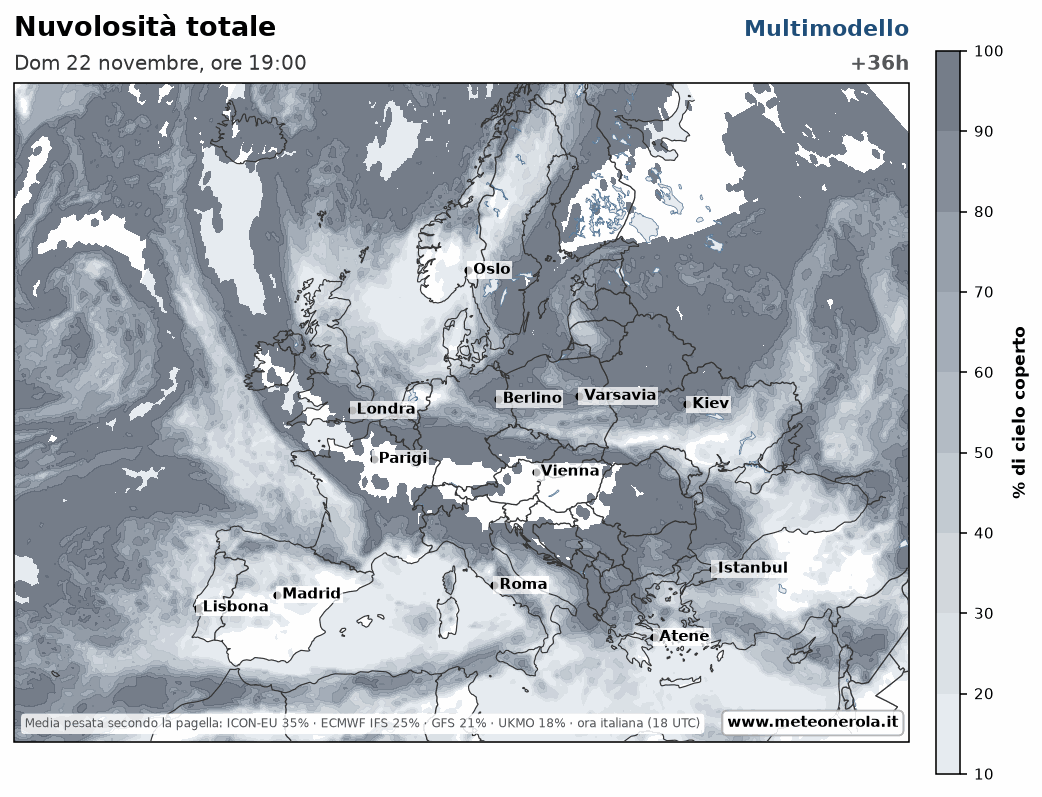 Nuvolosità totale
Multimodello
Dom 22 novembre, ore 19:00
+36h
100
90
80
70
60
50
40
30
20
10
% di cielo coperto
Oslo
Berlino
Varsavia
Kiev
Londra
Parigi
Vienna
Istanbul
Roma
Madrid
Lisbona
Atene
Media pesata secondo la pagella: ICON-EU 35% · ECMWF IFS 25% · GFS 21% · UKMO 18% · ora italiana (18 UTC)
www.meteonerola.it